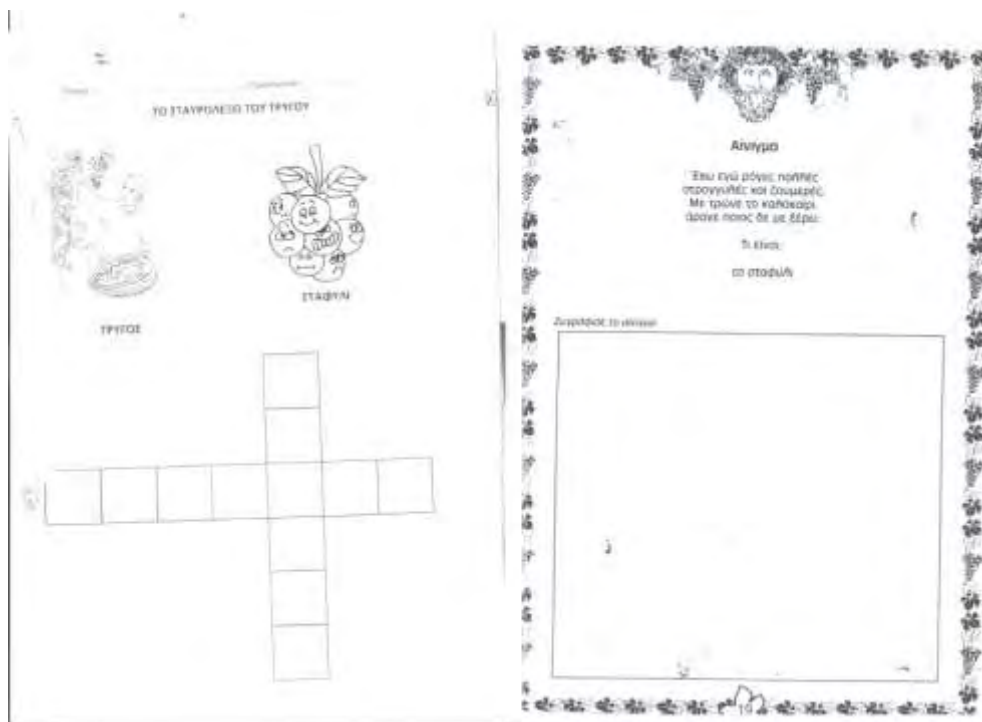 ΤΟ ΣΤΑΥΡΟΛΕΞΟ ΤΟΥ ΤΡΥΓΟΥ
ΣΤΑΦΥΛΙ
ΤΡΥΓΟΣ
Αίνιγμα
Έχω εγώ ρόγες πολλές
στρογγυλές και ζουμερές.
Με τρώνε το καλοκαίρι
άραγε ποιος δε με ξέρει;
Τι είναι
το σταφύλι
Ζωγράφισε το αίνιγμα